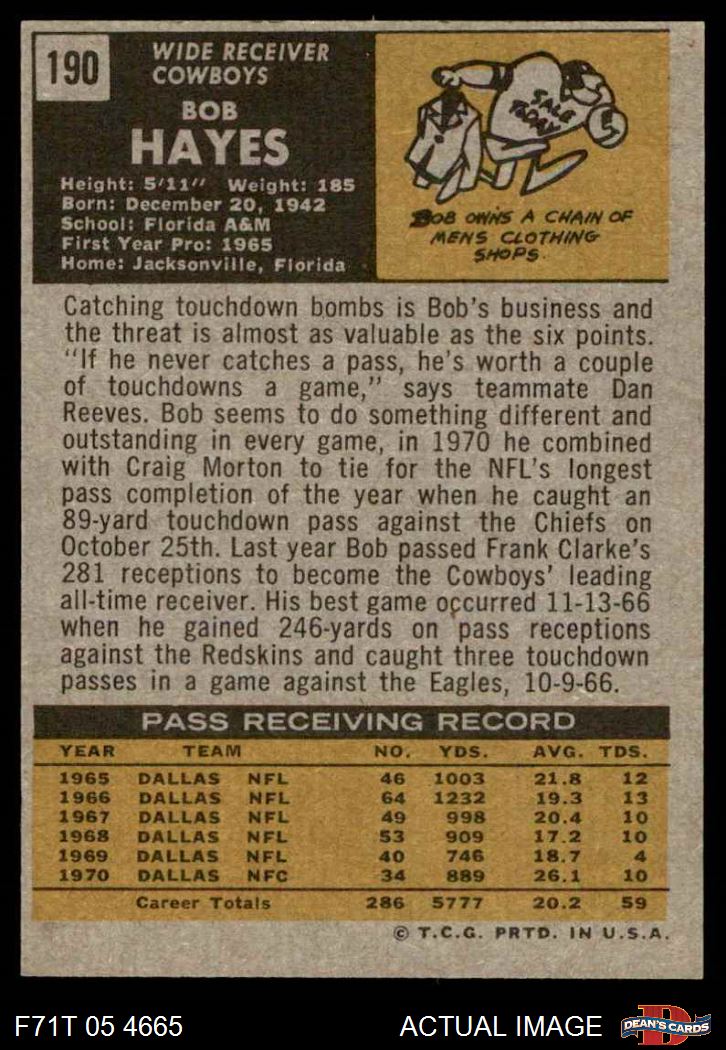 190
WIDE RECEIVER
COWBOYS
BOB
HAYES
Height: 5'11" Weight: 185
Born: December 20, 1942
School: Florida A&M
First Year Pro: 1965
Home: Jacksonville, Florida
SALE
TODAY
BOB OWNS A CHAIN OF
MENS CLOTHING
SHOPS.
Catching touchdown bombs is Bob's business and
the threat is almost as valuable as the six points.
"If he never catches a pass, he's worth a couple
of touchdowns a game," says teammate Dan
Reeves. Bob seems to do something different and
outstanding in every game, in 1970 he combined
with Craig Morton to tie for the NFL's longest
pass completion of the year when he caught an
89-yard touchdown pass against the Chiefs on
October 25th. Last year Bob passed Frank Clarke's
281 receptions to become the Cowboys' leading
all-time receiver. His best game occurred 11-13-66
when he gained 246-yards on pass receptions
against the Redskins and caught three touchdown
passes in a game against the Eagles, 10-9-66.
PASS RECEIVING RECORD
YEAR TEAM NO. YDS. AVG. TDS.
1965 DALLAS NFL 46 1003 21.8 12
1966 DALLAS NFL 64 1232 19.3 13
1967 DALLAS NFL 49 998 20.4 10
1968 DALLAS NFL 53 909 17.2 10
1969 DALLAS NFL 40 746 18.7 4
1970 DALLAS NFC 34 889 26.1 10
Career Totals 286 5777 20.2 59
© T.C.G. PRTD. IN U.S.A.
F71T 05 4665 ACTUAL IMAGE
D
DEAN'S CARDS